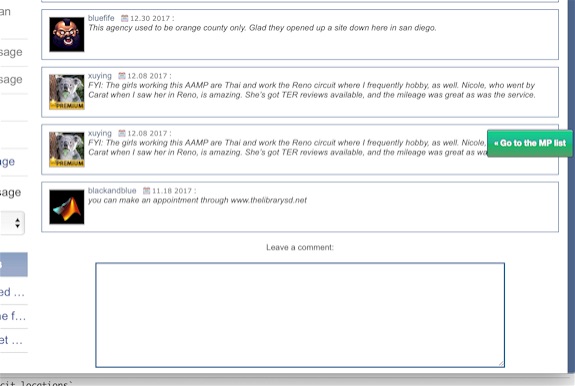 an
bluefife 12.30 2017 :
This agency used to be orange county only. Glad they opened up a site down here in san diego.
sage
sage
xuying 12.08 2017 :
FYI: The girls working this AAMP are Thai and work the Reno circuit where I frequently hobby, as well. Nicole, who went by
Carat when I saw her in Reno, is amazing. She's got TER reviews available, and the mileage was great as was the service.
PREMIUM
xuying 12.08 2017 :
FYI: The girls working this AAMP are Thai and work the Reno circuit where I frequently hobby, as well. Nicole,
Carat when I saw her in Reno, is amazing. She's got TER reviews available, and the mileage was great as wa
« Go to the MP list
PREMIUM
age
sage
blackandblue 11.18 2017 :
you can make an appointment through www.thelibrarysd.net
Leave a comment:
ed ...
e f...
et ...
cit locations`